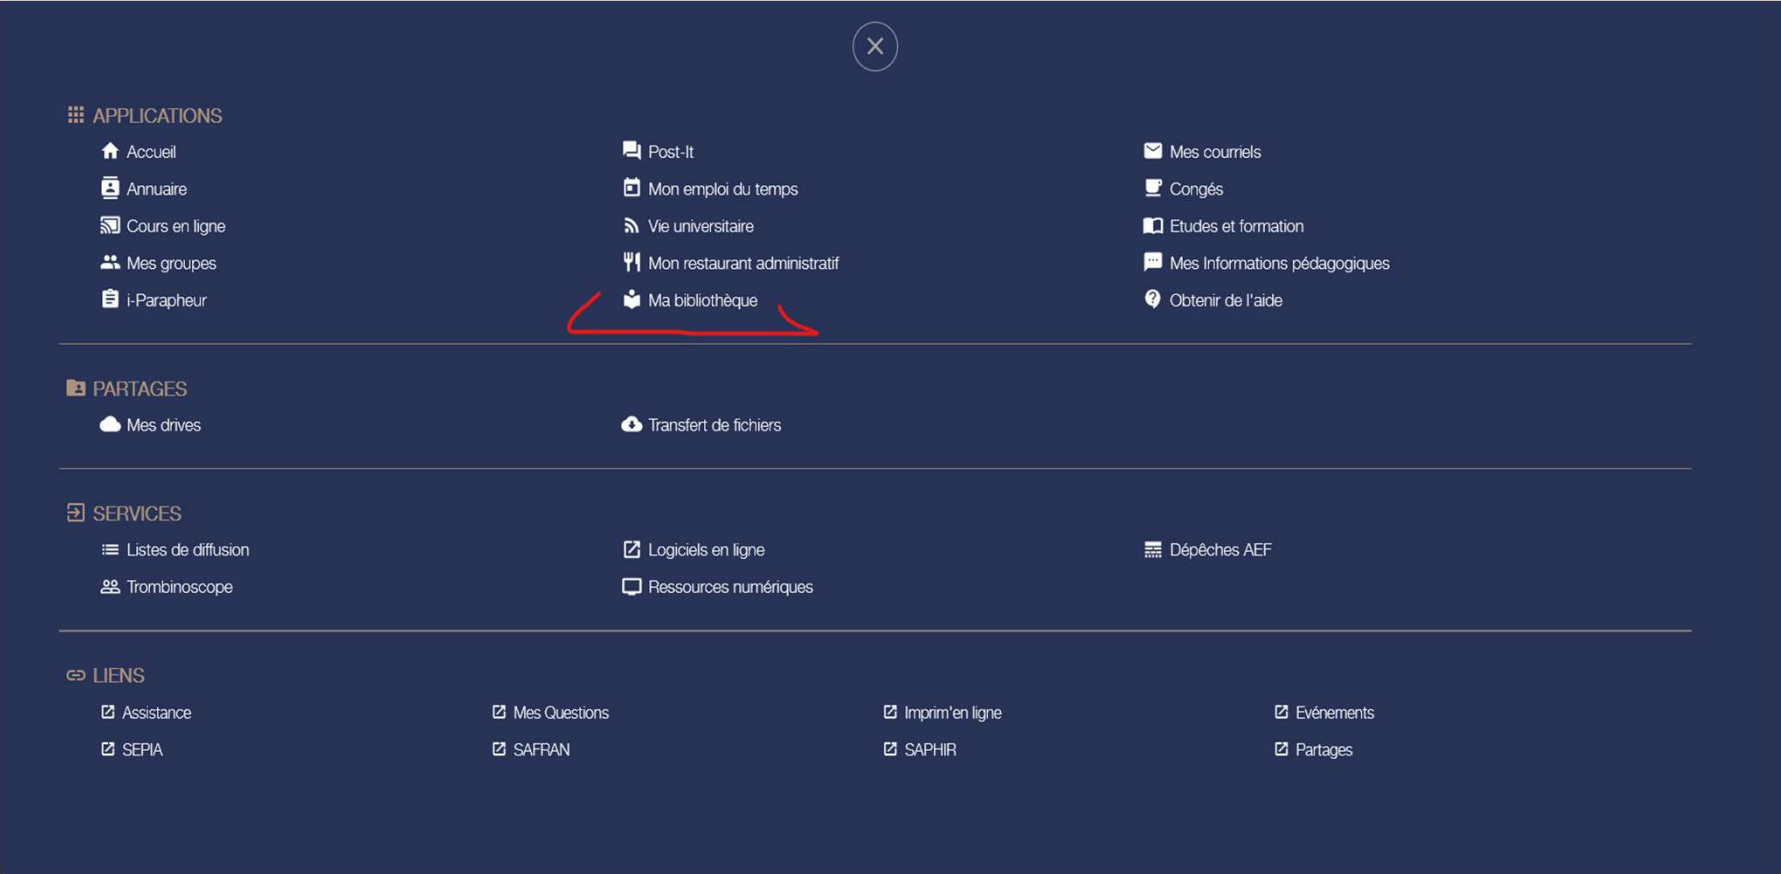 APPLICATIONS
Accueil Post-It Mes courriels
Annuaire Mon emploi du temps Congés
Cours en ligne Vie universitaire Etudes et formation
Mes groupes Mon restaurant administratif Mes Informations pédagogiques
i-Parapheur Ma bibliothèque Obtenir de l'aide
PARTAGES
Mes drives Transfert de fichiers
SERVICES
Listes de diffusion Logiciels en ligne Dépêches AEF
Trombinoscope Ressources numériques
LIENS
Assistance Mes Questions Imprim'en ligne Evénements
SEPIA SAFRAN SAPHIR Partages